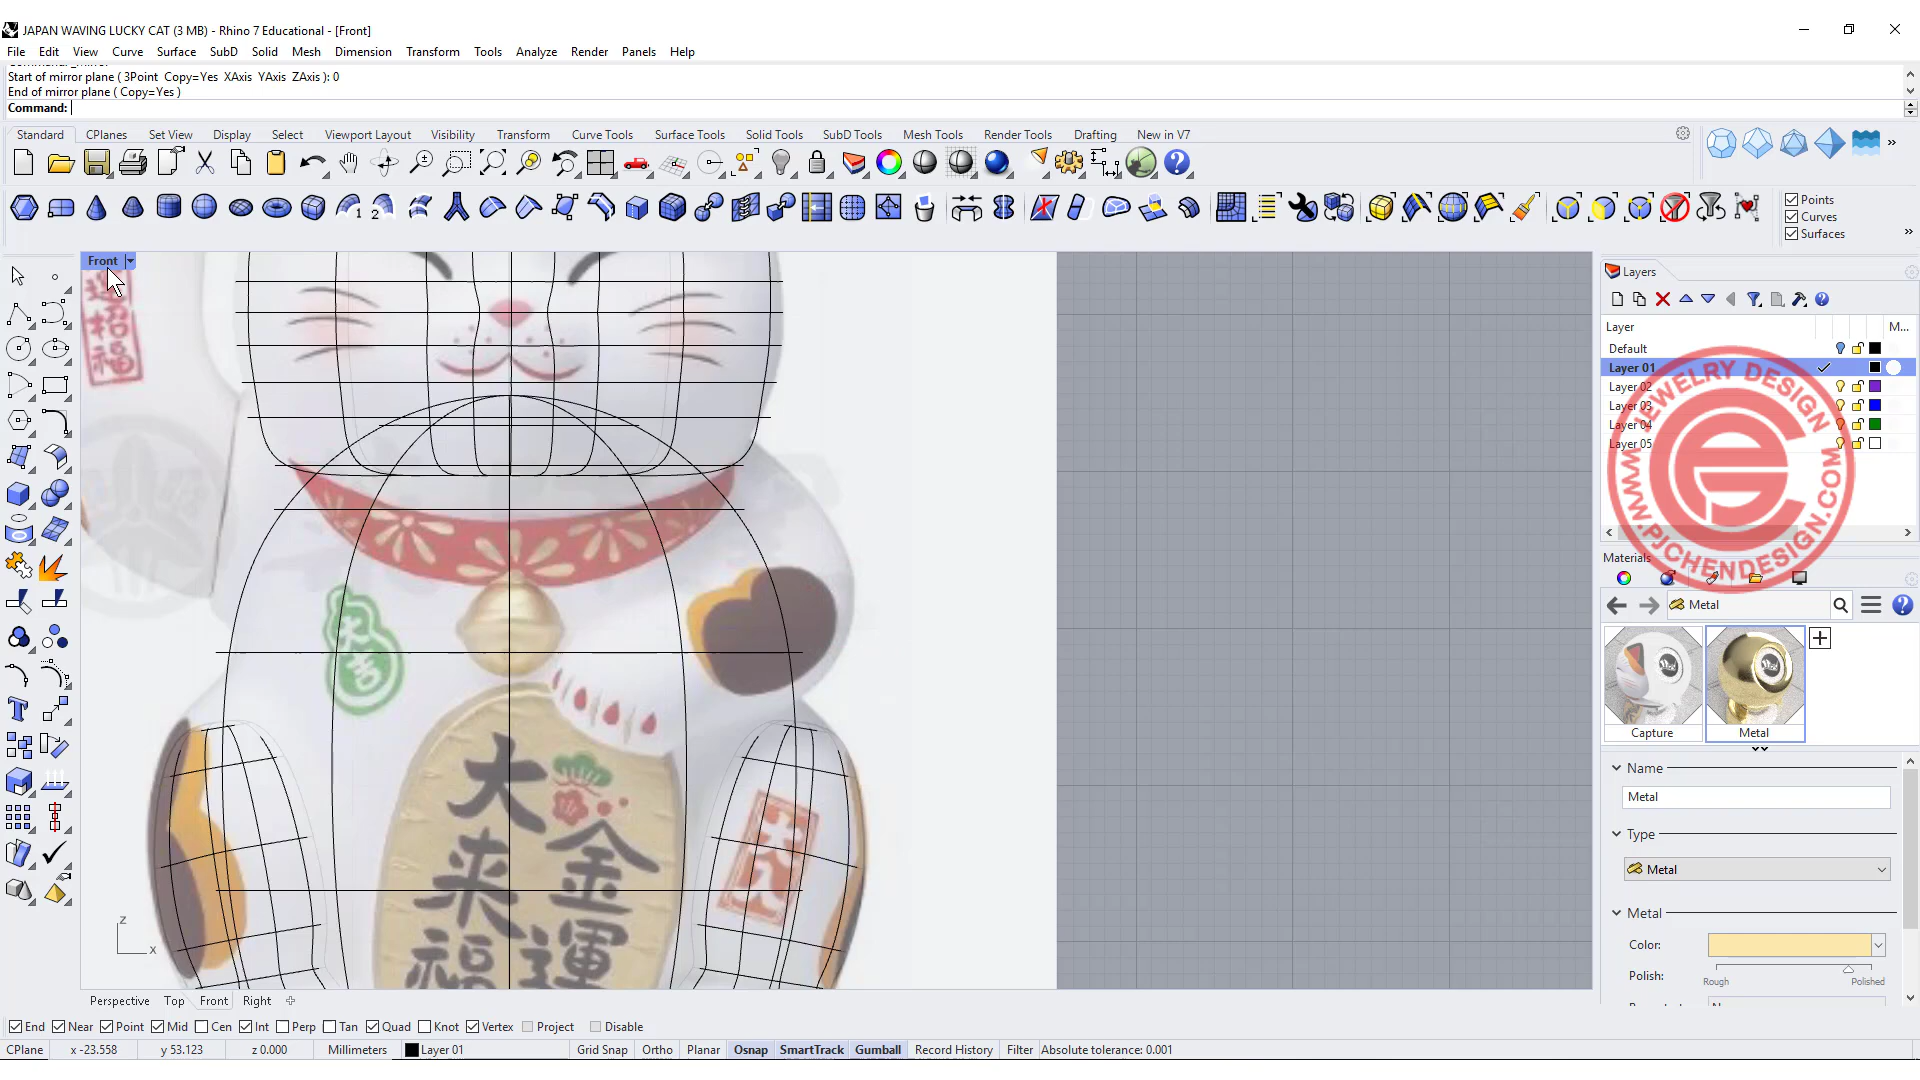 JAPAN WAVING LUCKY CAT (3 MB) - Rhino 7 Educational - [Front]
File Edit View Curve Surface SubD Solid Mesh Dimension Transform Tools Analyze Render Panels Help
Start of mirror plane ( 3Point Copy=Yes XAxis YAxis ZAxis ): 0
End of mirror plane ( Copy=Yes )
Command:
Standard CPlanes Set View Display Select Viewport Layout Visibility Transform Curve Tools Surface Tools Solid Tools SubD Tools Mesh Tools Render Tools Drafting New in V7
Points
Curves
Surfaces
Front
招福
Layers
Layer M...
Default
Layer 01
Layer 02
Layer 03
Layer 04
Layer 05
JEWELRY DESIGN
WWW.PJCHENDESIGN.COM
Materials
Metal
Capture Metal
Name
Metal
Type
Metal
Metal
Color:
Polish:
Rough Polished
大吉
大来福
金運
z
x
Perspective Top Front Right
End Near Point Mid Cen Int Perp Tan Quad Knot Vertex Project Disable
CPlane x -23.558 y 53.123 z 0.000 Millimeters Layer 01 Grid Snap Ortho Planar Osnap SmartTrack Gumball Record History Filter Absolute tolerance: 0.001